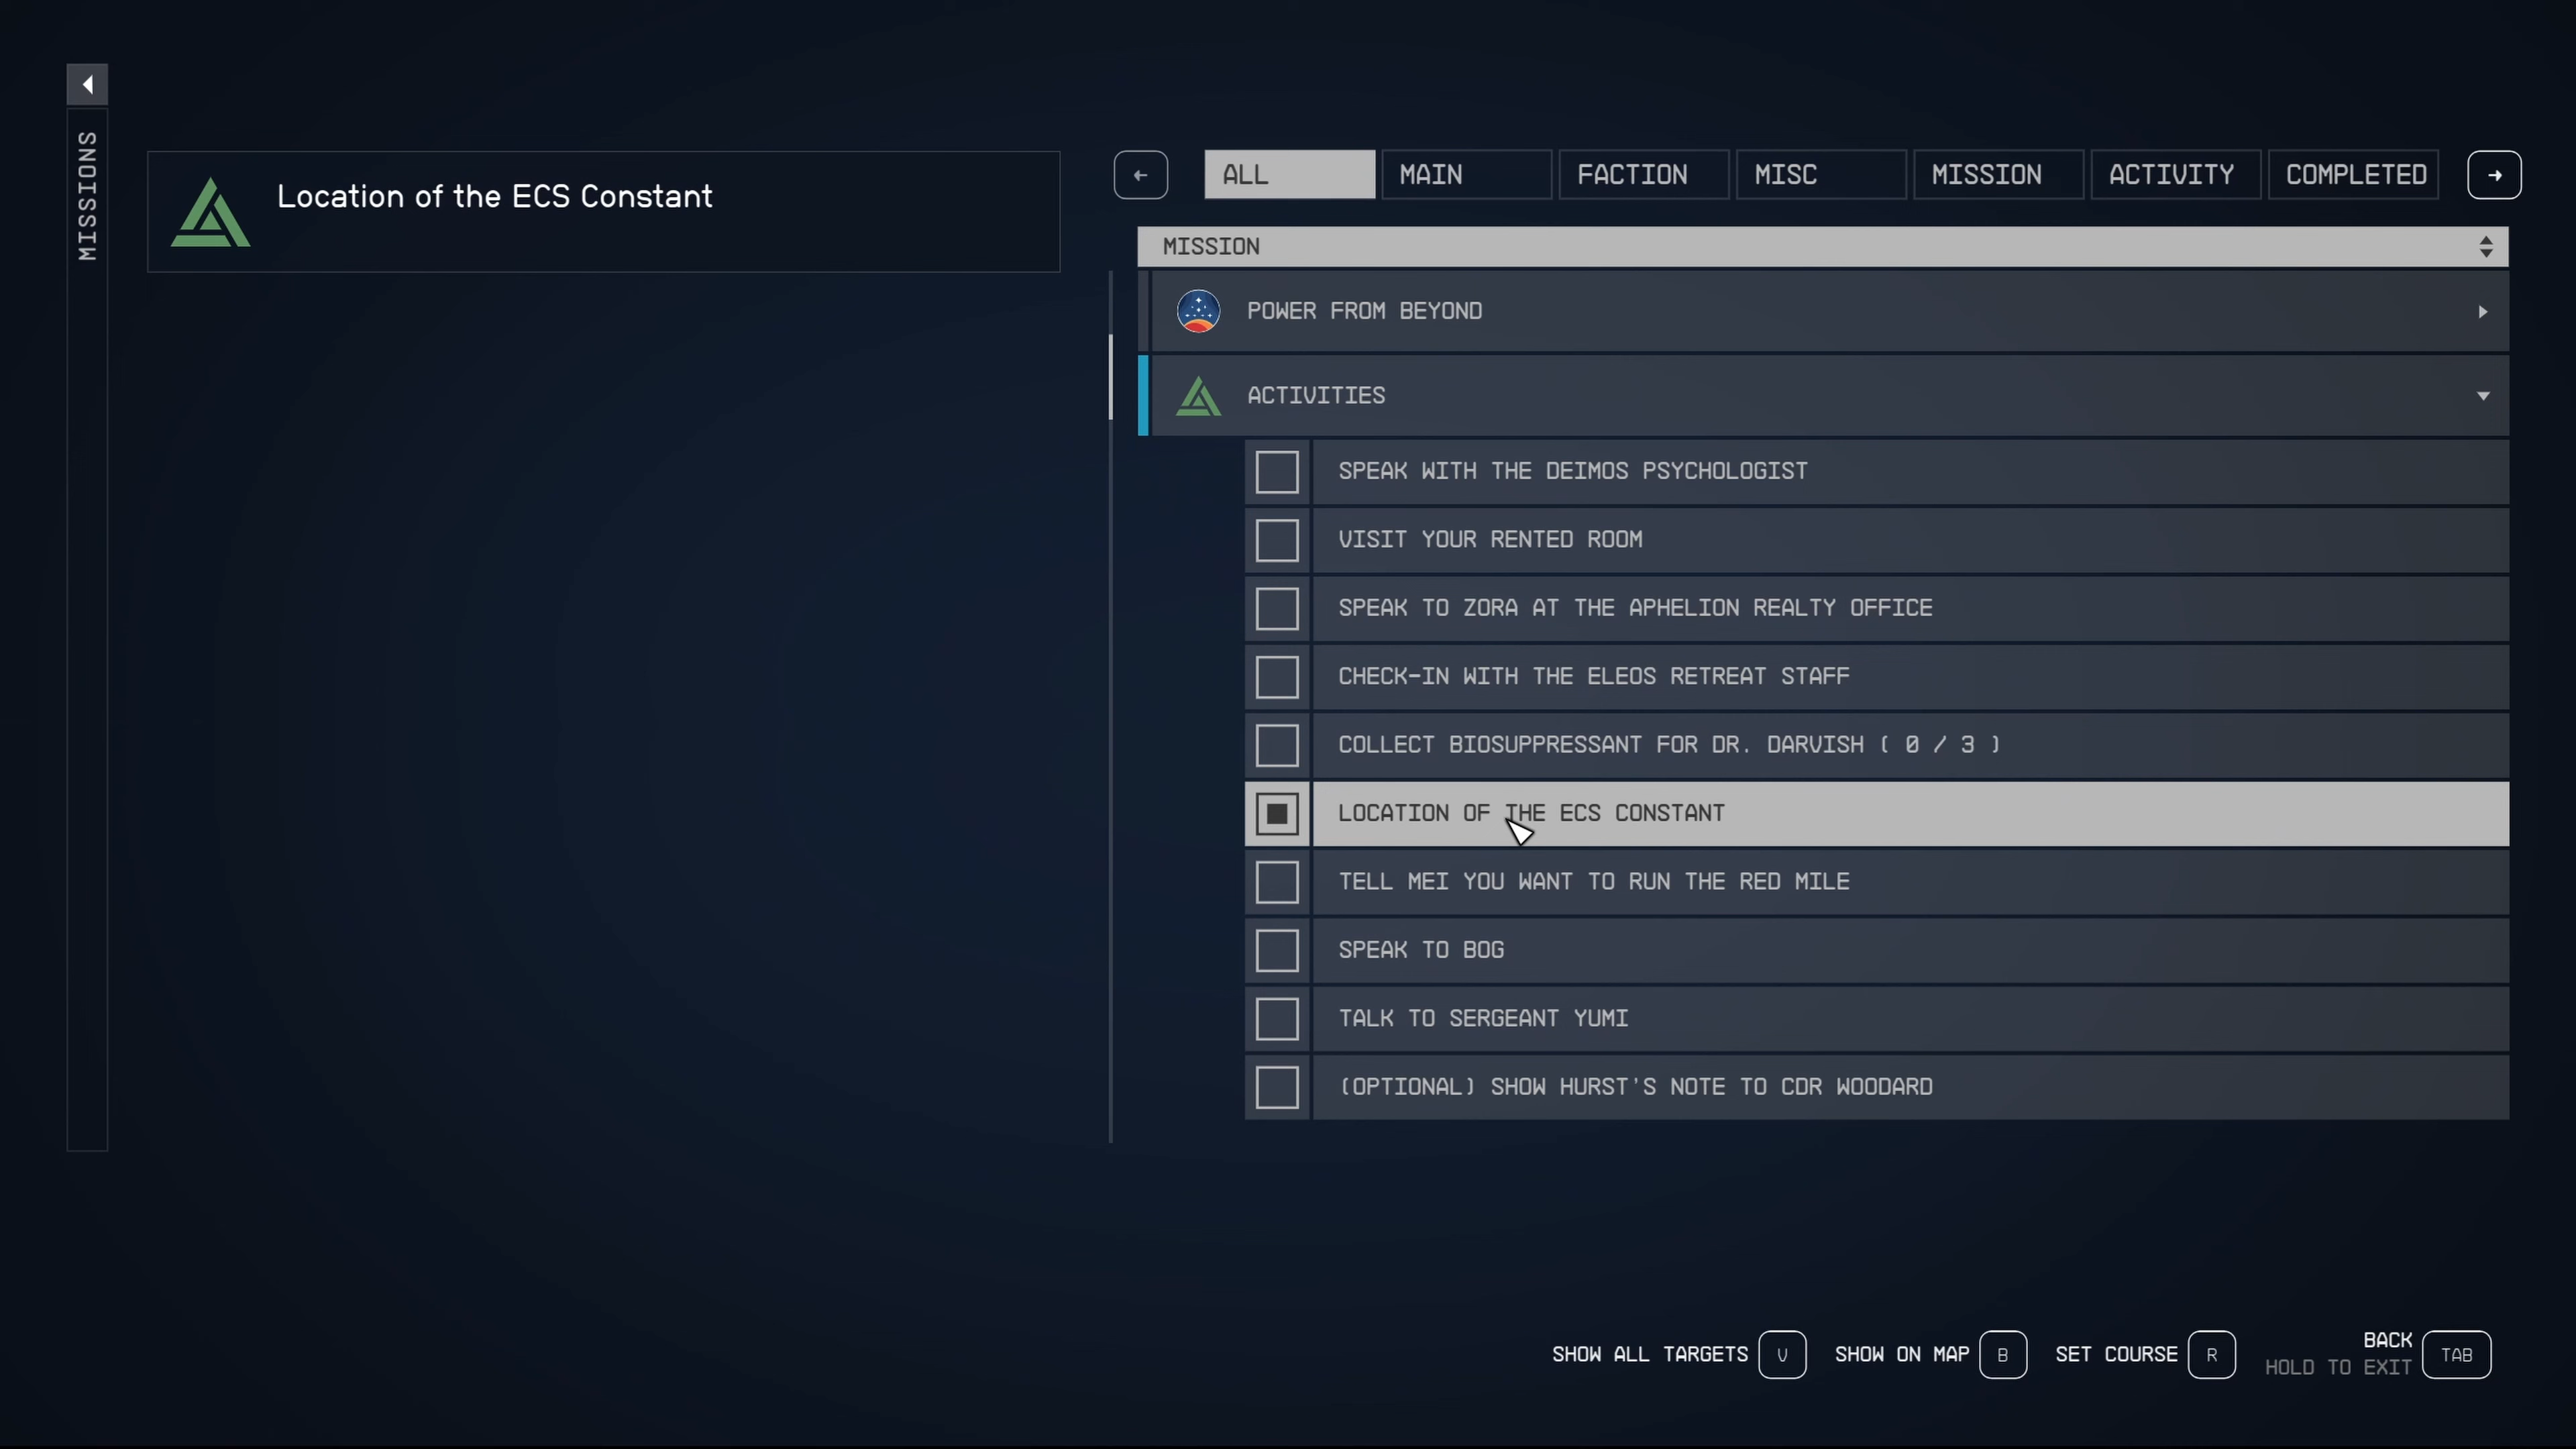 MISSIONS
Location of the ECS Constant
ALL
MAIN
FACTION
MISC
MISSION
ACTIVITY
COMPLETED
MISSION
POWER FROM BEYOND
ACTIVITIES
SPEAK WITH THE DEIMOS PSYCHOLOGIST
VISIT YOUR RENTED ROOM
SPEAK TO ZORA AT THE APHELION REALTY OFFICE
CHECK-IN WITH THE ELEOS RETREAT STAFF
COLLECT BIOSUPPRESSANT FOR DR. DARVISH ( 0 / 3 )
LOCATION OF THE ECS CONSTANT
TELL MEI YOU WANT TO RUN THE RED MILE
SPEAK TO BOG
TALK TO SERGEANT YUMI
(OPTIONAL) SHOW HURST'S NOTE TO CDR WOODARD
SHOW ALL TARGETS V
SHOW ON MAP B
SET COURSE R
BACK
HOLD TO EXIT
TAB